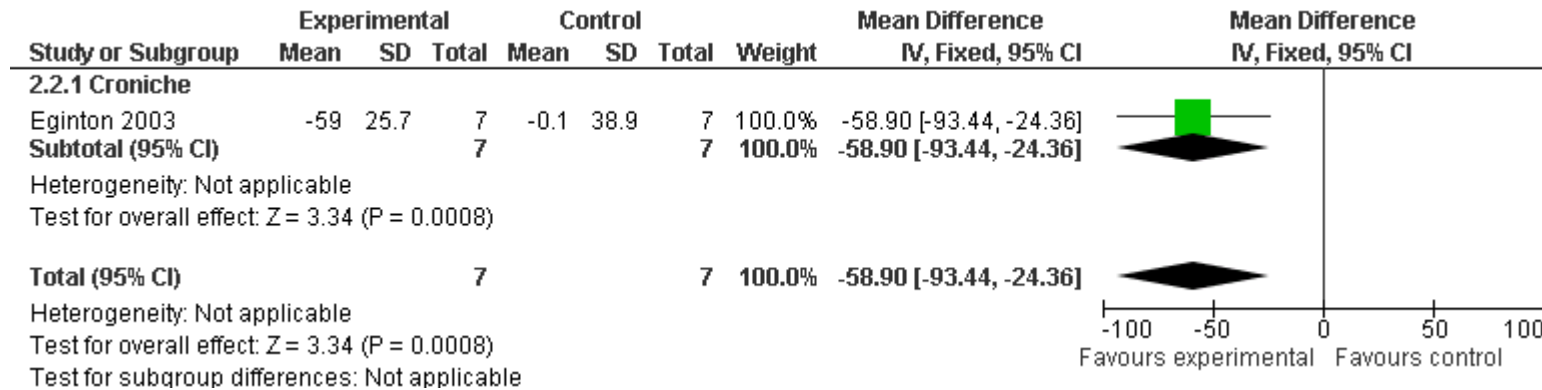 Experimental Control Mean Difference Mean Difference
Study or Subgroup Mean SD Total Mean SD Total Weight IV, Fixed, 95% CI IV, Fixed, 95% CI
2.2.1 Croniche
Eginton 2003 -59 25.7 7 -0.1 38.9 7 100.0% -58.90 [-93.44, -24.36]
Subtotal (95% CI) 7 7 100.0% -58.90 [-93.44, -24.36]
Heterogeneity: Not applicable
Test for overall effect: Z = 3.34 (P = 0.0008)
Total (95% CI) 7 7 100.0% -58.90 [-93.44, -24.36]
Heterogeneity: Not applicable
Test for overall effect: Z = 3.34 (P = 0.0008)
Test for subgroup differences: Not applicable
-100 -50 0 50 100
Favours experimental Favours control